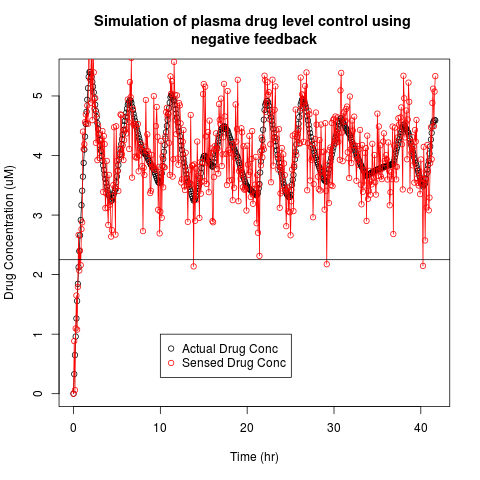 Simulation of plasma drug level control using
negative feedback
Drug Concentration (uM)
5
4
3
2
1
0
Actual Drug Conc
Sensed Drug Conc
0 10 20 30 40
Time (hr)